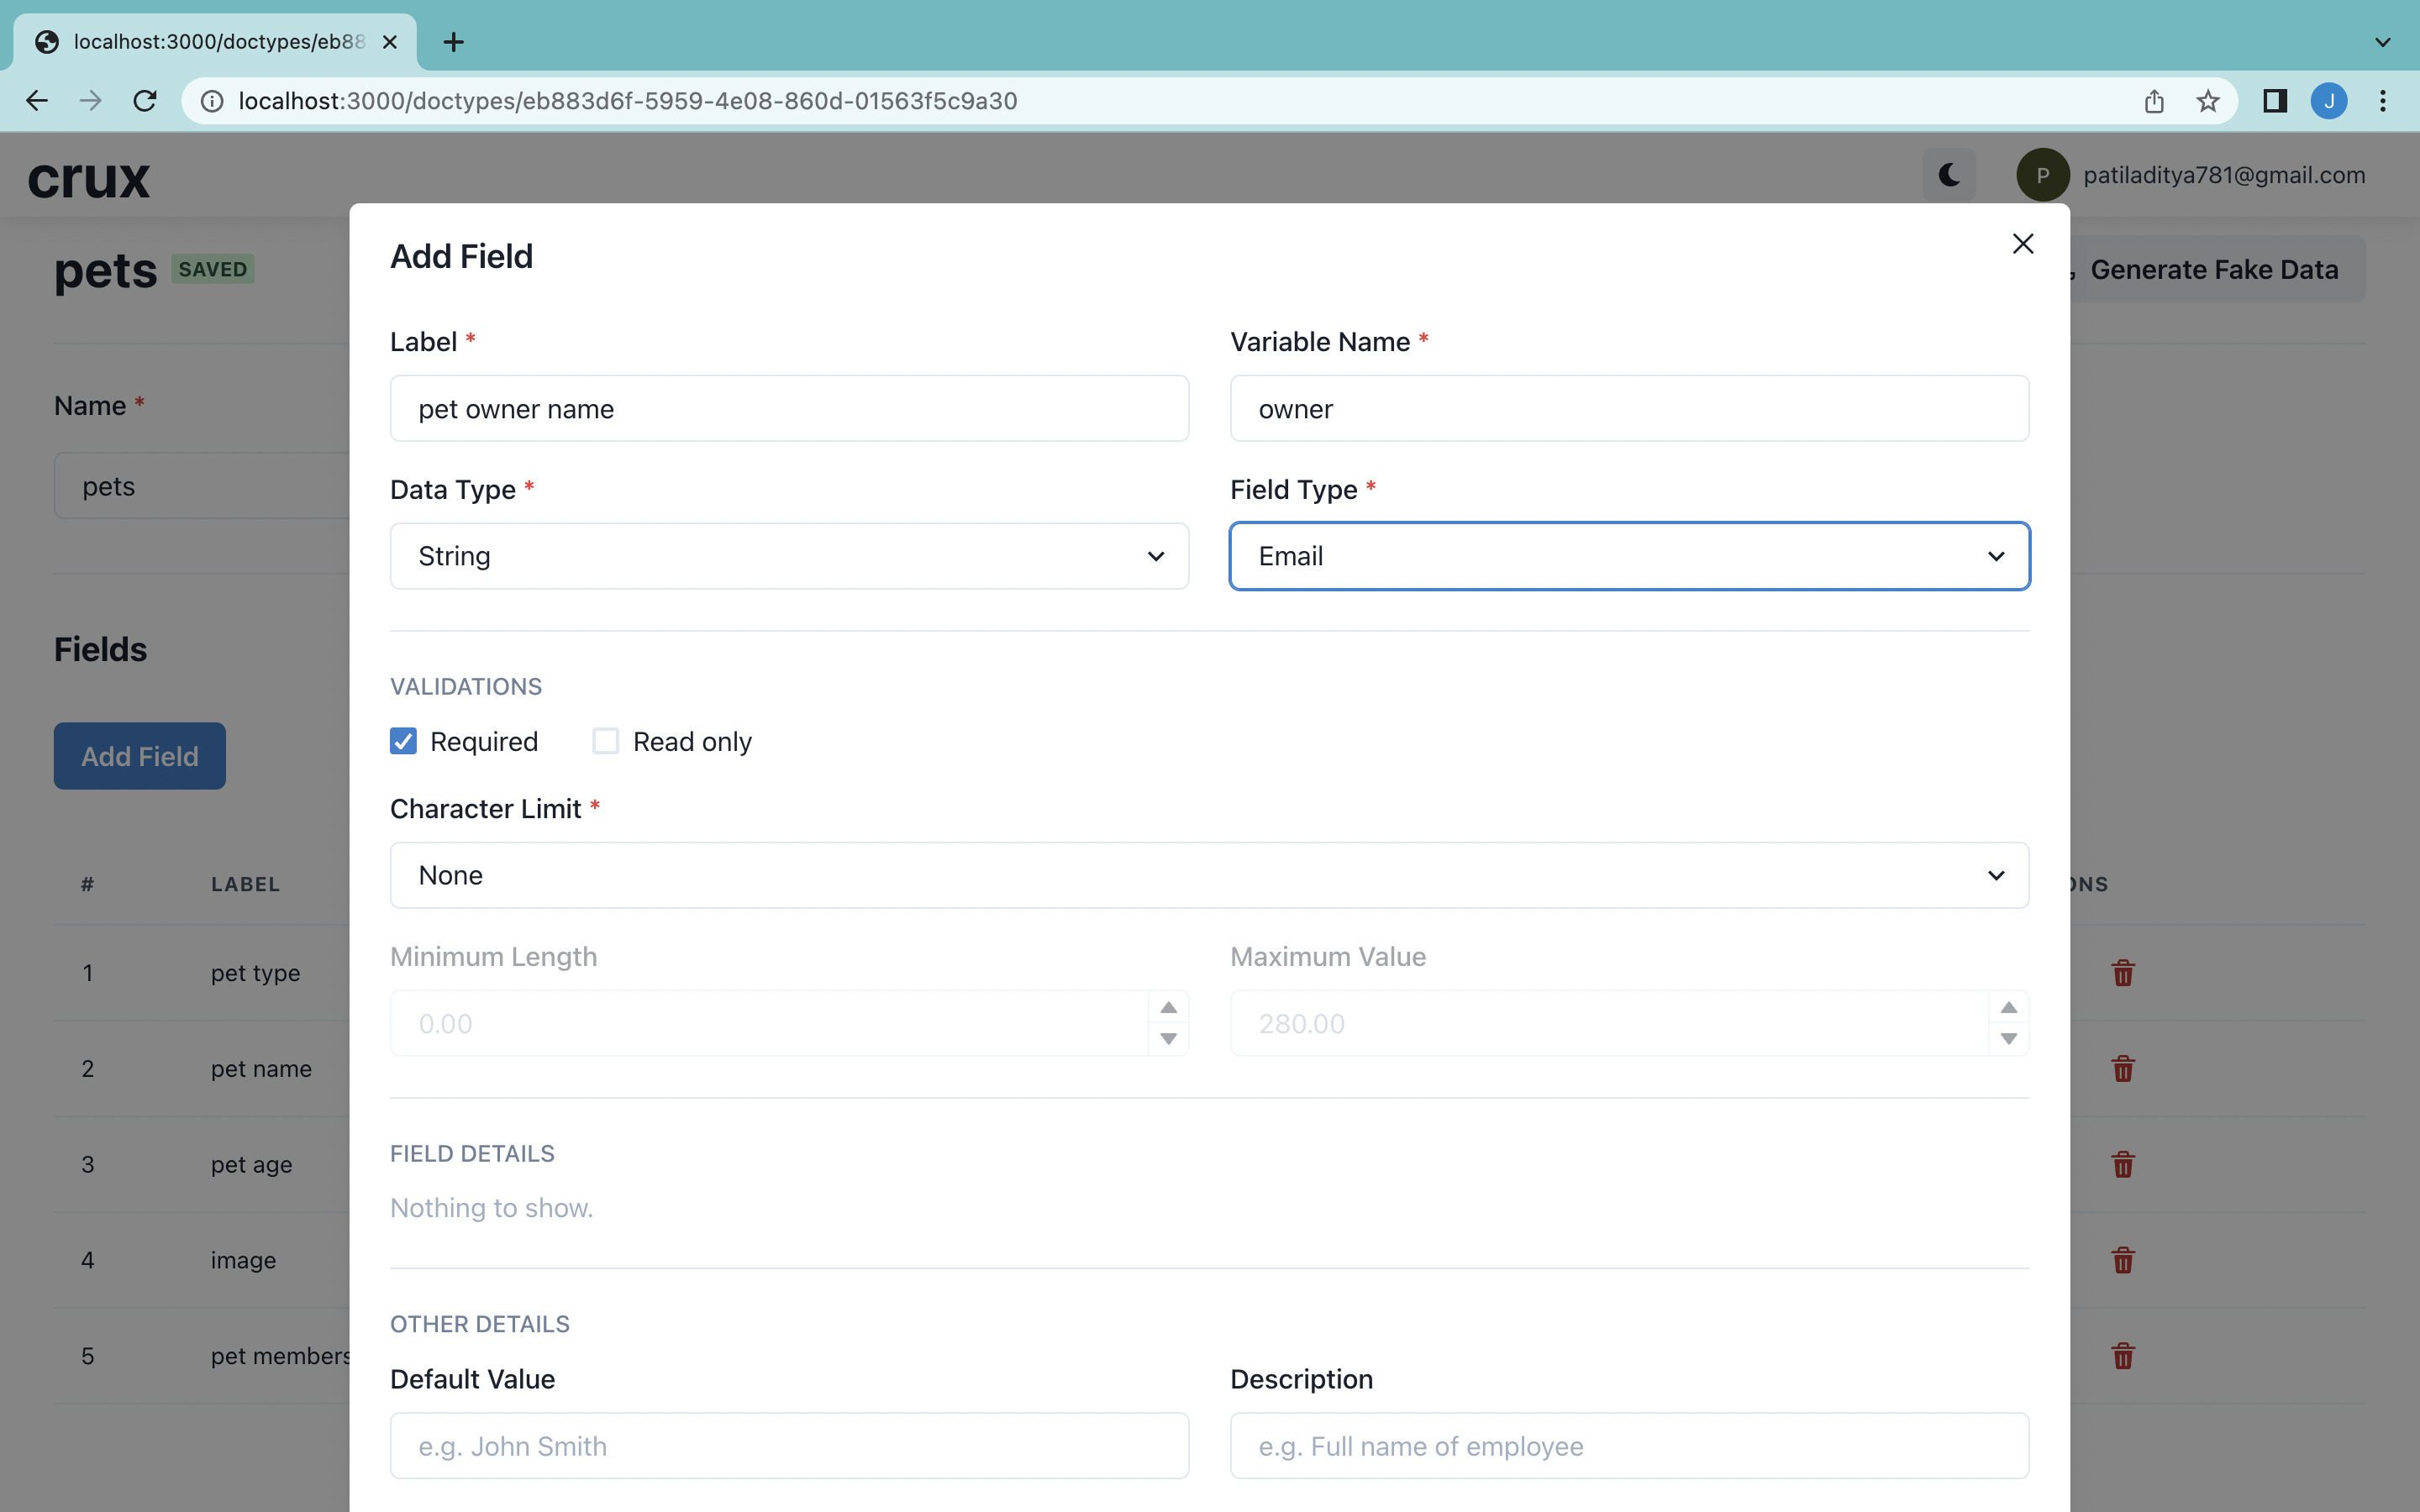 localhost:3000/doctypes/eb88
localhost:3000/doctypes/eb883d6f-5959-4e08-860d-01563f5c9a30
J
crux
P
patiladitya781@gmail.com
pets SAVED
Generate Fake Data
Name *
pets
Fields
Add Field
# LABEL
ONS
1 pet type
2 pet name
3 pet age
4 image
5 pet members
Add Field
Label *
Variable Name *
pet owner name
owner
Data Type *
Field Type *
String
Email
VALIDATIONS
Required
Read only
Character Limit *
None
Minimum Length
Maximum Value
0.00
280.00
FIELD DETAILS
Nothing to show.
OTHER DETAILS
Default Value
Description
e.g. John Smith
e.g. Full name of employee